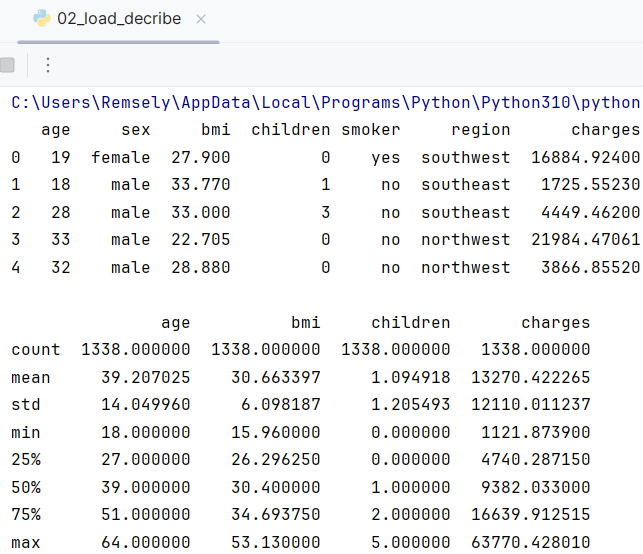 02_load_decribe
C:\Users\Remsely\AppData\Local\Programs\Python\Python310\python
age sex bmi children smoker region charges
0 19 female 27.900 0 yes southwest 16884.92400
1 18 male 33.770 1 no southeast 1725.55230
2 28 male 33.000 3 no southeast 4449.46200
3 33 male 22.705 0 no northwest 21984.47061
4 32 male 28.880 0 no northwest 3866.85520
age bmi children charges
count 1338.000000 1338.000000 1338.000000 1338.000000
mean 39.207025 30.663397 1.094918 13270.422265
std 14.049960 6.098187 1.205493 12110.011237
min 18.000000 15.960000 0.000000 1121.873900
25% 27.000000 26.296250 0.000000 4740.287150
50% 39.000000 30.400000 1.000000 9382.033000
75% 51.000000 34.693750 2.000000 16639.912515
max 64.000000 53.130000 5.000000 63770.428010